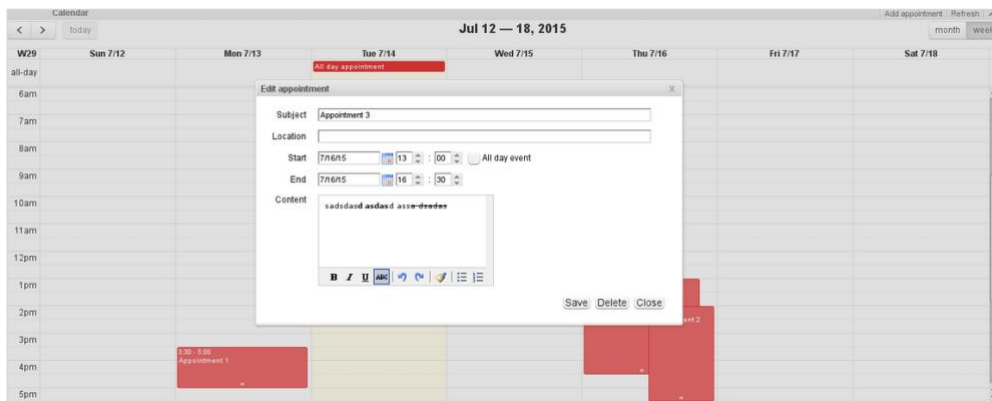 Calendar Add appointment Refresh
today Jul 12 — 18, 2015 month week
W29 Sun 7/12 Mon 7/13 Tue 7/14 Wed 7/15 Thu 7/16 Fri 7/17 Sat 7/18
all-day All day appointment
Edit appointment X
6am
Subject Appointment 3
7am
Location
8am
Start 7/16/15 13 : 00 All day event
9am
End 7/16/15 16 : 30
Content
10am sadsdasd asdasd asse dsadas
11am
12pm
B I U ABC
1pm
Save Delete Close
2pm
ent 2
3pm
3:30 - 5:00
Appointment 1
4pm
5pm